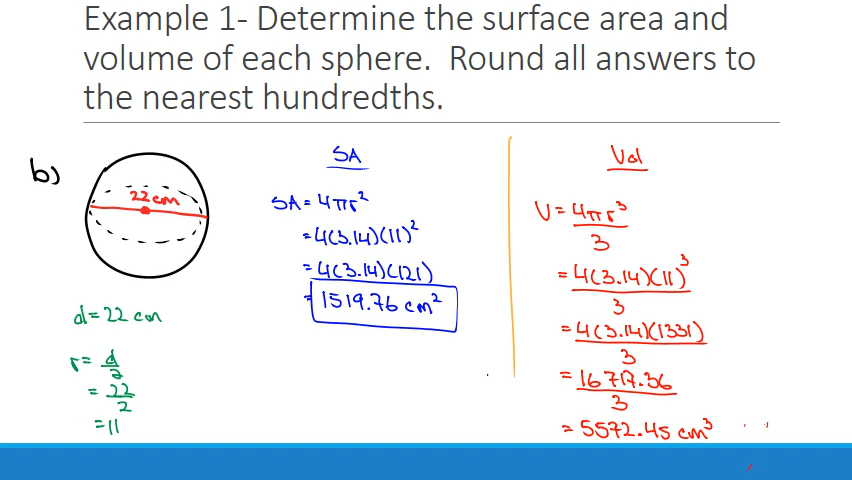 Example 1- Determine the surface area and
volume of each sphere. Round all answers to
the nearest hundredths.
b)
22cm
d = 22 cm
r = d/2
= 22/2
= 11
SA
SA = 4πr²
= 4(3.14)(11)²
= 4(3.14)(121)
= 1519.76 cm²
Vol
V = 4πr³/3
= 4(3.14)(11)³/3
= 4(3.14)(1331)/3
= 16717.36/3
= 5572.45 cm³